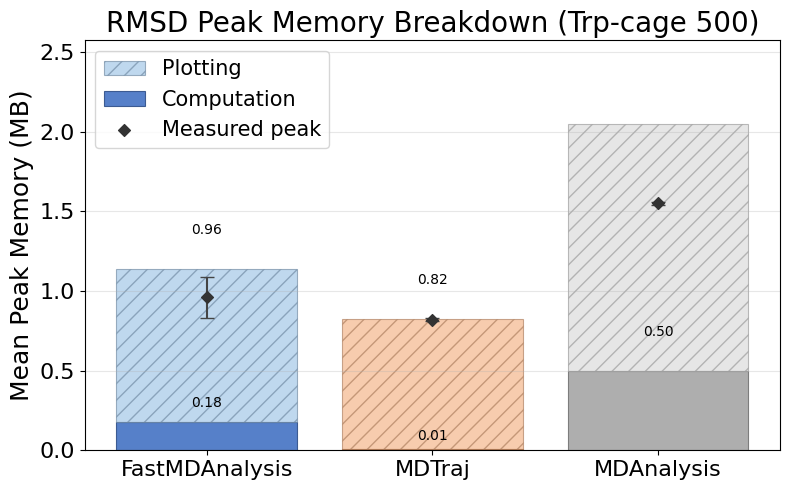 RMSD Peak Memory Breakdown (Trp-cage 500)
Mean Peak Memory (MB)
2.5
2.0
1.5
1.0
0.5
0.0
Plotting
Computation
Measured peak
0.96
0.18
0.82
0.01
0.50
FastMDAnalysis
MDTraj
MDAnalysis